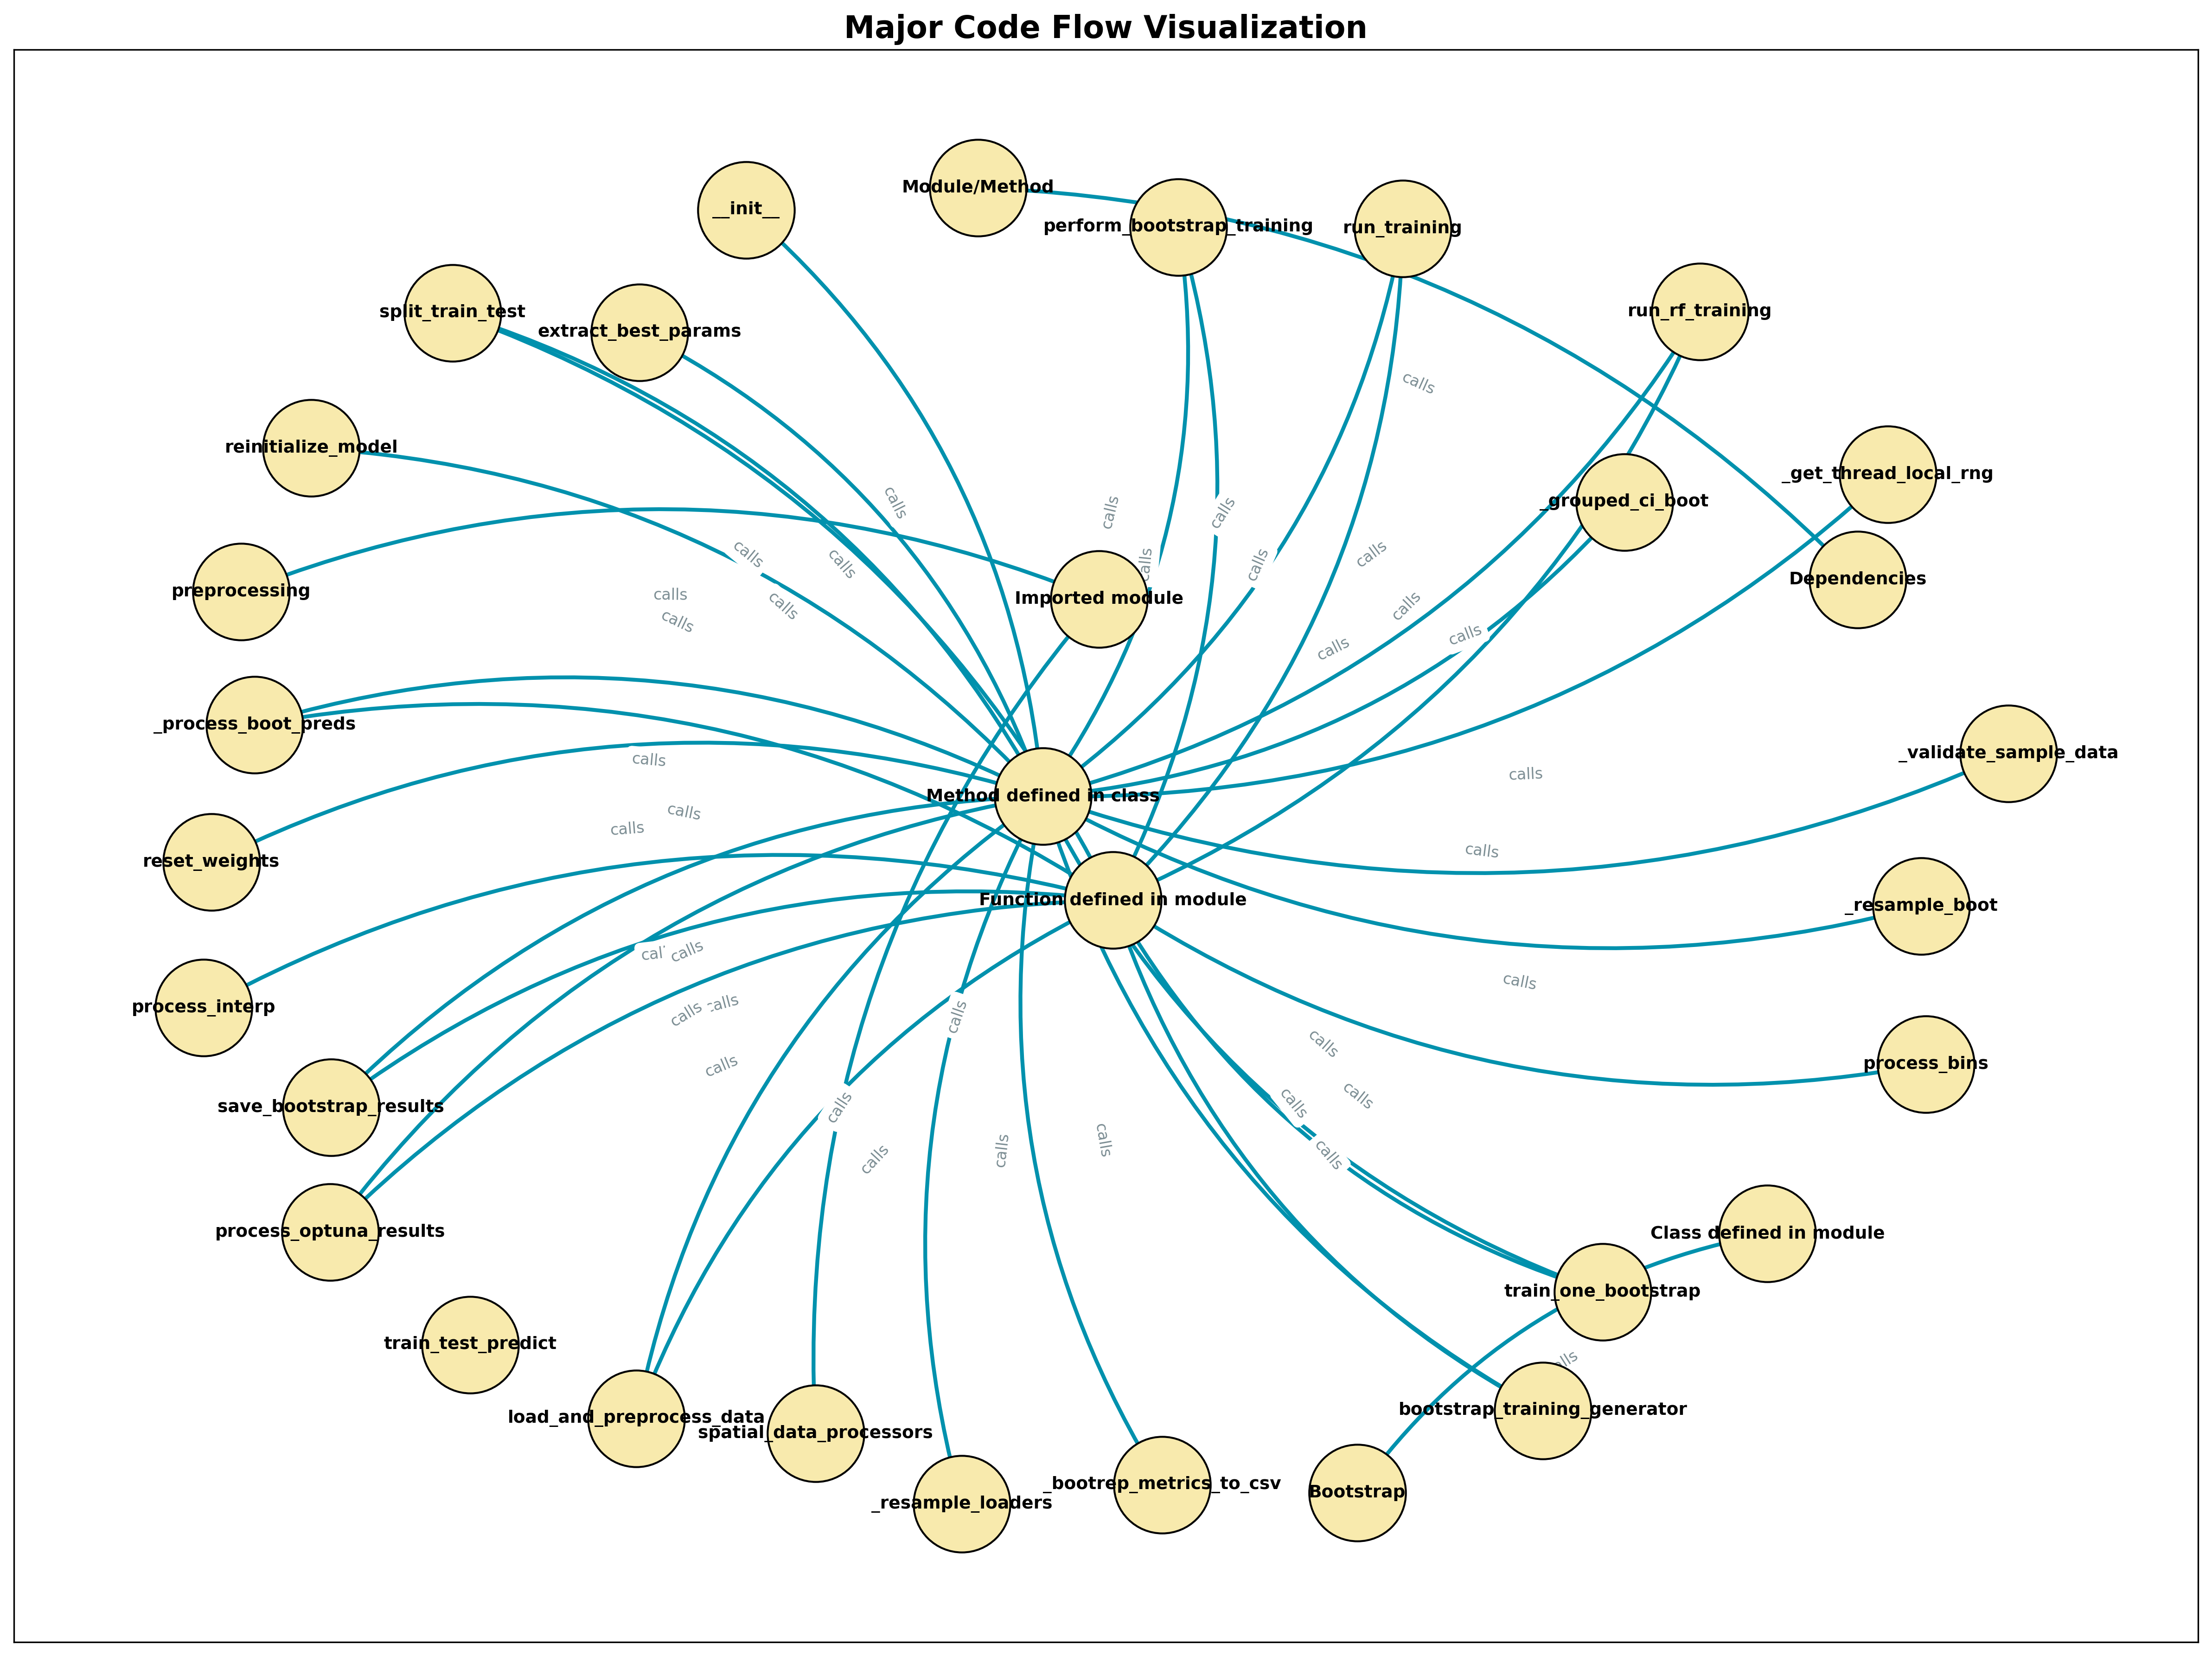 Major Code Flow Visualization
Module/Method
__init__
perform_bootstrap_training
run_training
split_train_test
run_rf_training
extract_best_params
calls
reinitialize_model
_get_thread_local_rng
_grouped_ci_boot
calls
calls
calls
calls
calls
calls
calls
calls
calls
Dependencies
preprocessing
calls
Imported module
calls
calls
calls
calls
calls
calls
_process_boot_preds
_validate_sample_data
calls
calls
Method defined in class
calls
calls
calls
reset_weights
Function defined in module
_resample_boot
calls
calls
calls
calls
process_interp
calls
calls
calls
process_bins
calls
calls
calls
calls
save_bootstrap_results
calls
calls
calls
calls
calls
process_optuna_results
Class defined in module
train_one_bootstrap
train_test_predict
calls
bootstrap_training_generator
load_and_preprocess_data
spatial_data_processors
_bootrep_metrics_to_csv
Bootstrap
_resample_loaders